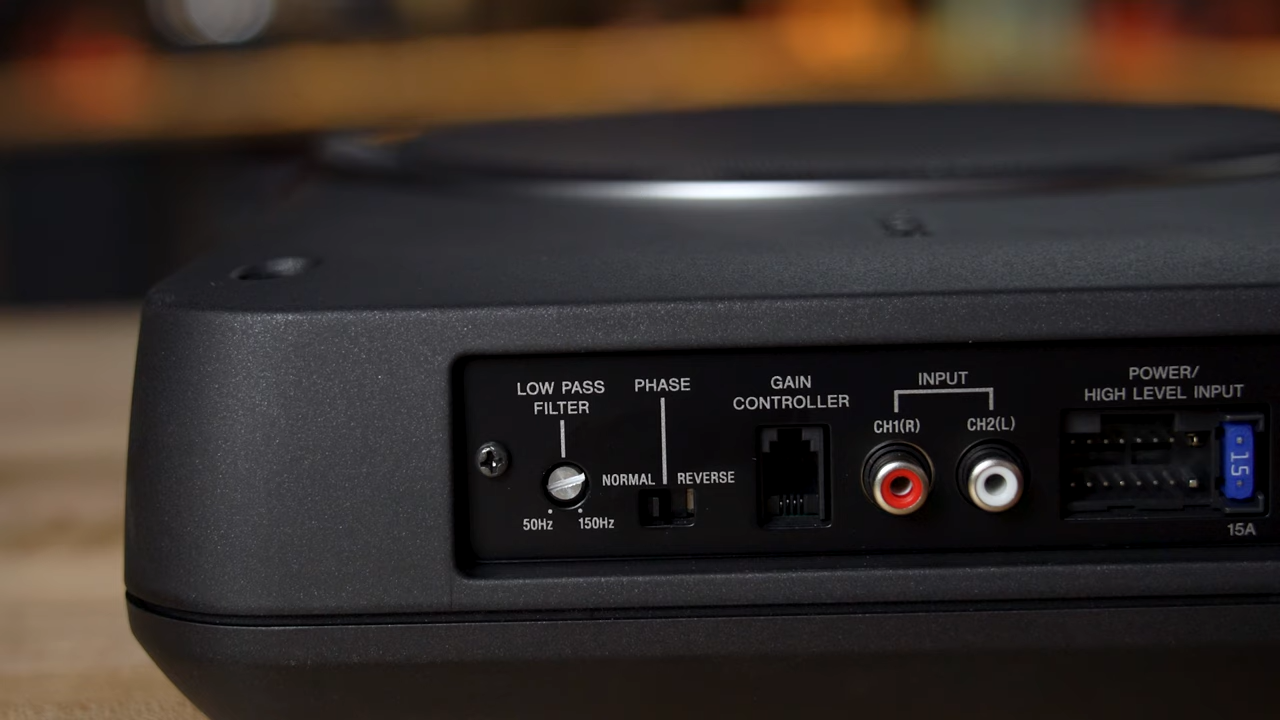 LOW PASS
FILTER
50Hz
150Hz
PHASE
NORMAL
REVERSE
GAIN
CONTROLLER
INPUT
CH1(R)
CH2(L)
POWER/
HIGH LEVEL INPUT
15
15A